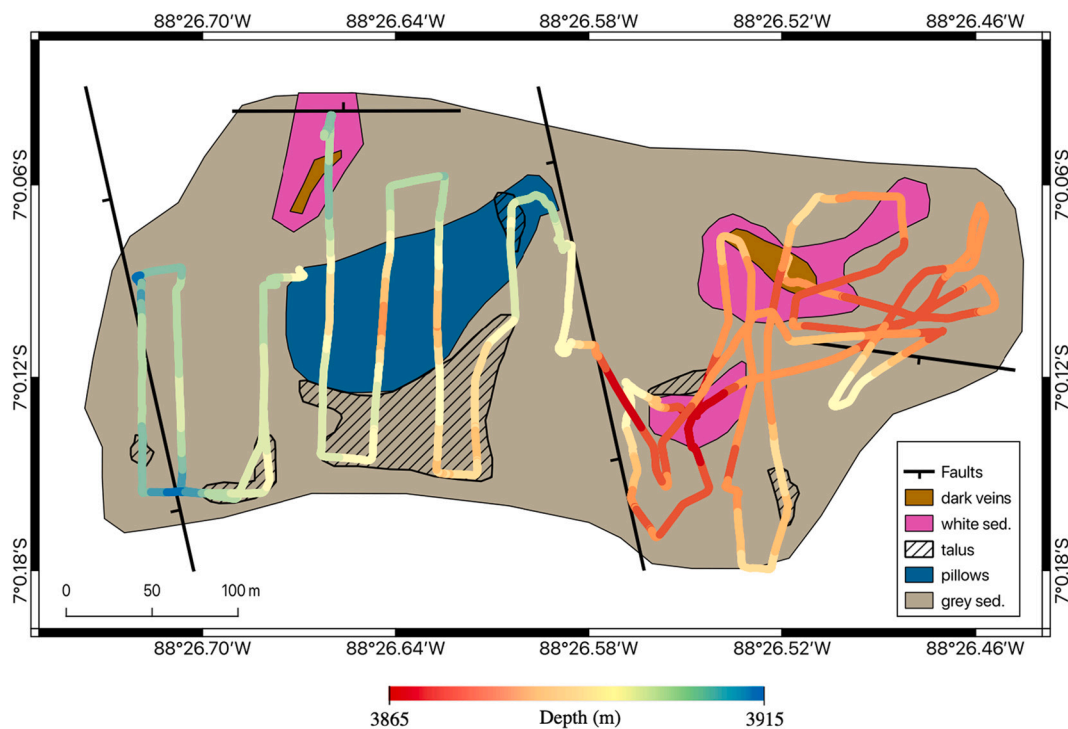 88°26.70′W 88°26.64′W 88°26.58′W 88°26.52′W 88°26.46′W
7°0.06′S 7°0.06′S
7°0.12′S 7°0.12′S
7°0.18′S 7°0.18′S
Faults
dark veins
white sed.
talus
pillows
grey sed.
0 50 100 m
88°26.70′W 88°26.64′W 88°26.58′W 88°26.52′W 88°26.46′W
3865 Depth (m) 3915